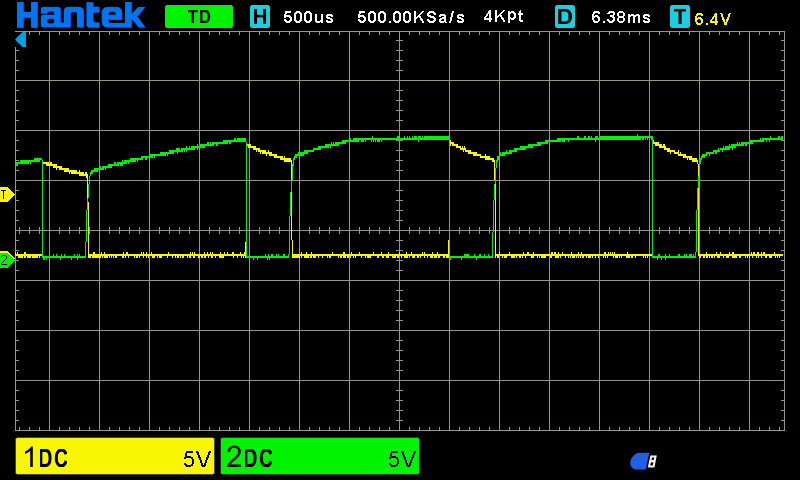 Hantek TD H 500us 500.00KSa/s 4Kpt D 6.38ms T 6.4V
T
2
1DC 5V 2DC 5V